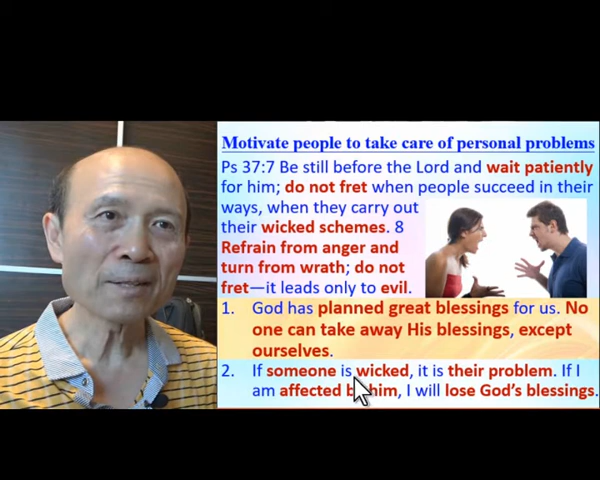 Motivate people to take care of personal problems
Ps 37:7 Be still before the Lord and wait patiently
for him; do not fret when people succeed in their
ways, when they carry out
their wicked schemes. 8
Refrain from anger and
turn from wrath; do not
fret—it leads only to evil.
1. God has planned great blessings for us. No
one can take away His blessings, except
ourselves.
2. If someone is wicked, it is their problem. If I
am affected by him, I will lose God's blessings.